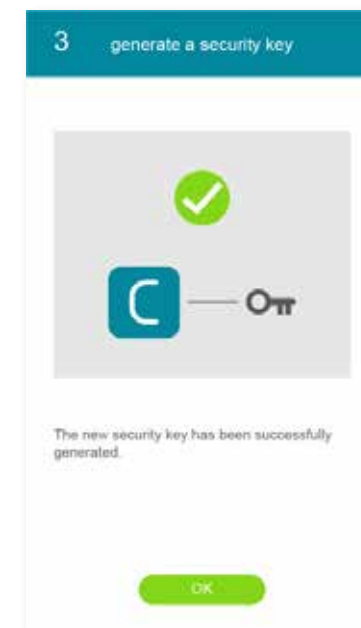 3 generate a security key
The new security key has been successfully
generated.
OK